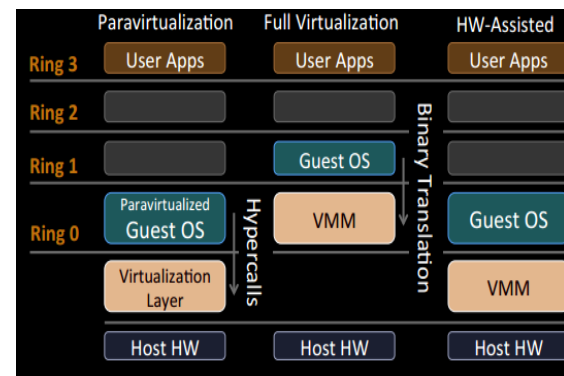 Paravirtualization Full Virtualization HW-Assisted
Ring 3 User Apps User Apps User Apps
Ring 2
Ring 1 Guest OS
Ring 0 Paravirtualized
Guest OS VMM Guest OS
Virtualization
Layer VMM
Hypercalls
Binary Translation
Host HW Host HW Host HW